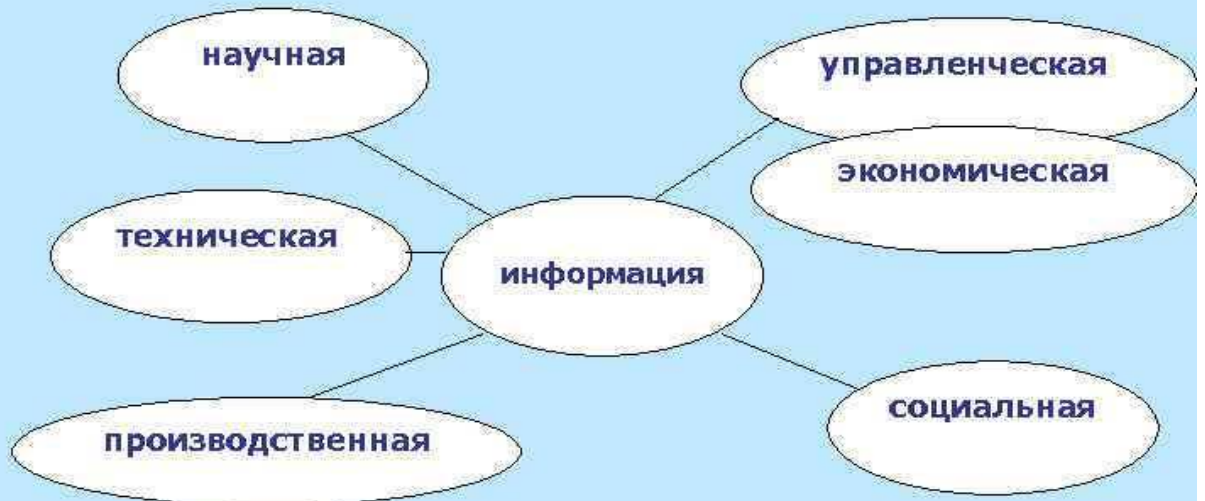 научная
управленческая
экономическая
техническая
информация
социальная
производственная